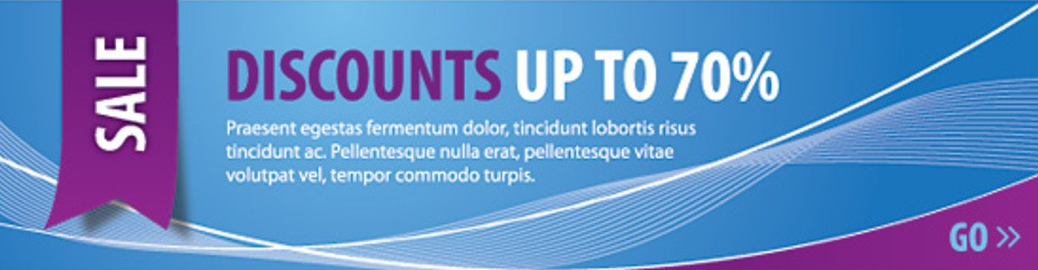 SALE
DISCOUNTS UP TO 70%
Praesent egestas fermentum dolor, tincidunt lobortis risus
tincidunt ac. Pellentesque nulla erat, pellentesque vitae
volutpat vel, tempor commodo turpis.
GO >>